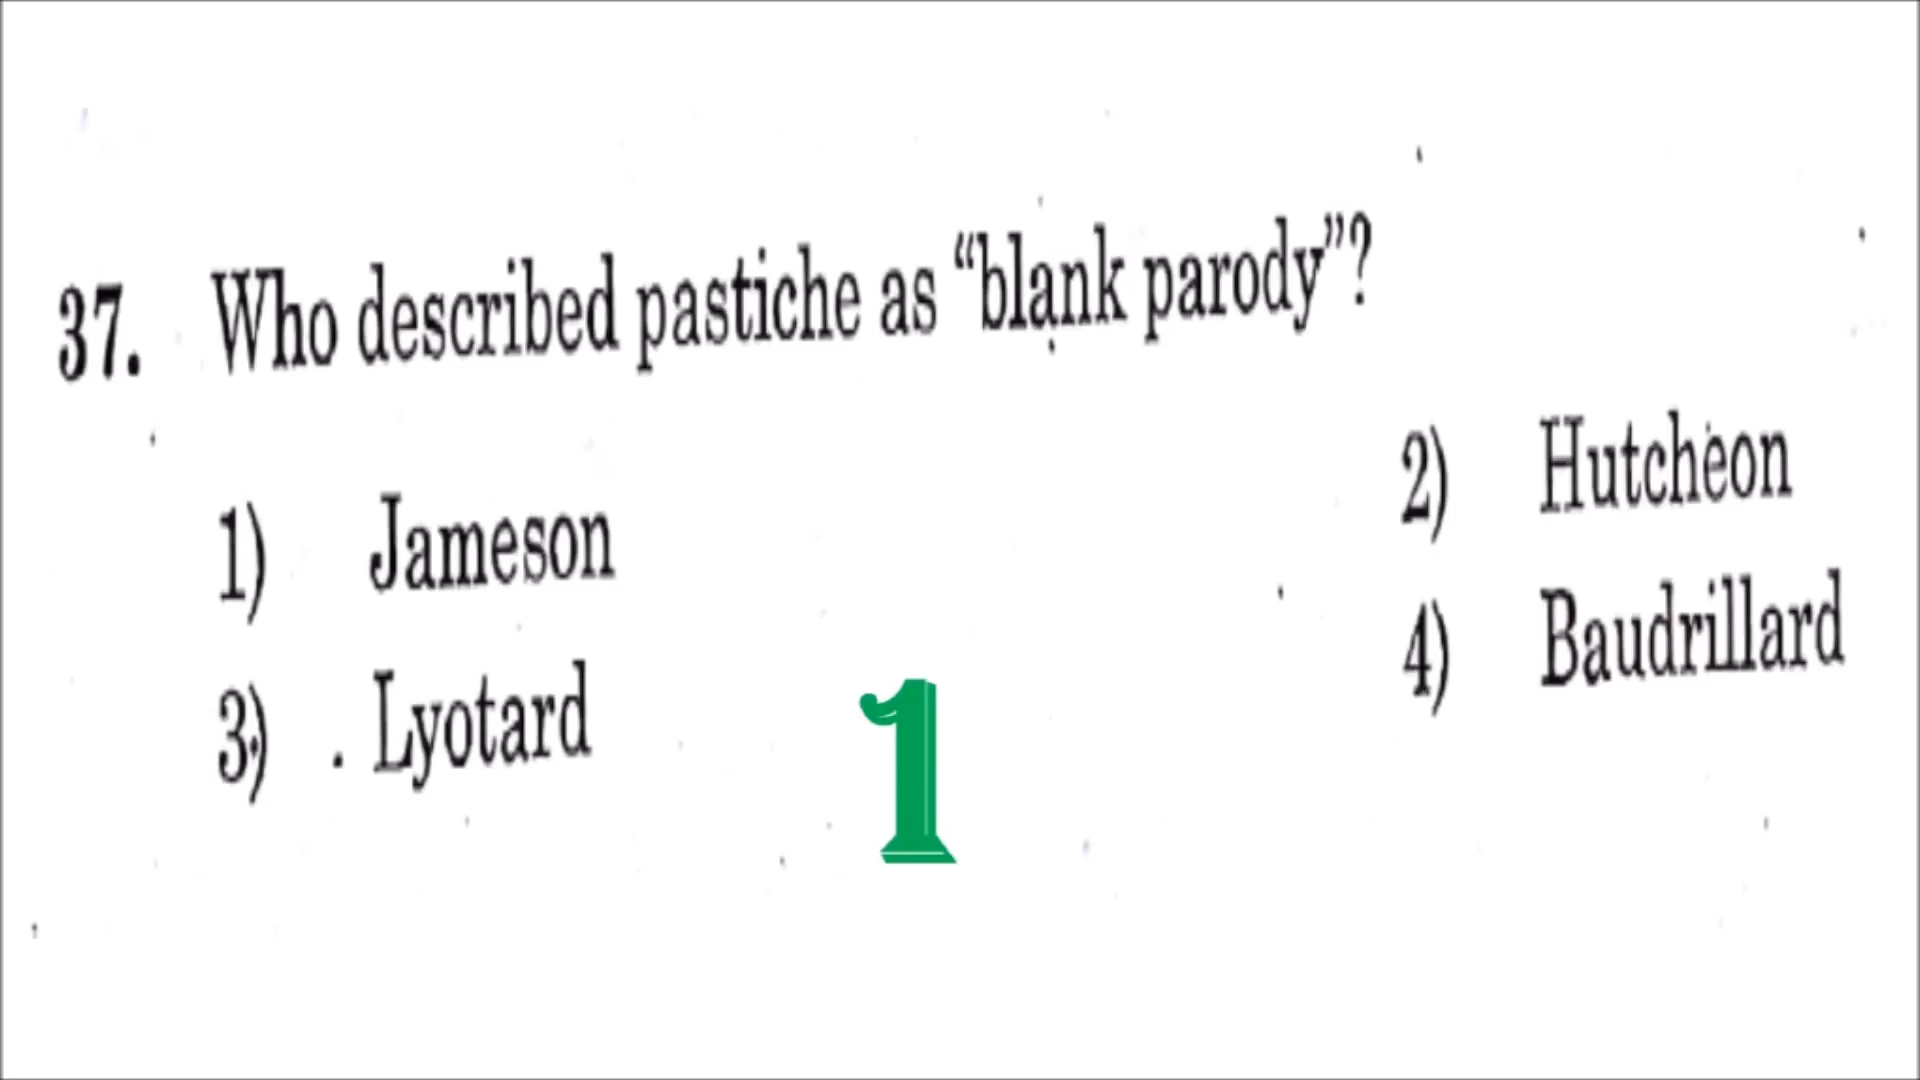 37. Who described pastiche as “blank parody”?
1) Jameson
2) Hutcheon
3) . Lyotard
4) Baudrillard
1